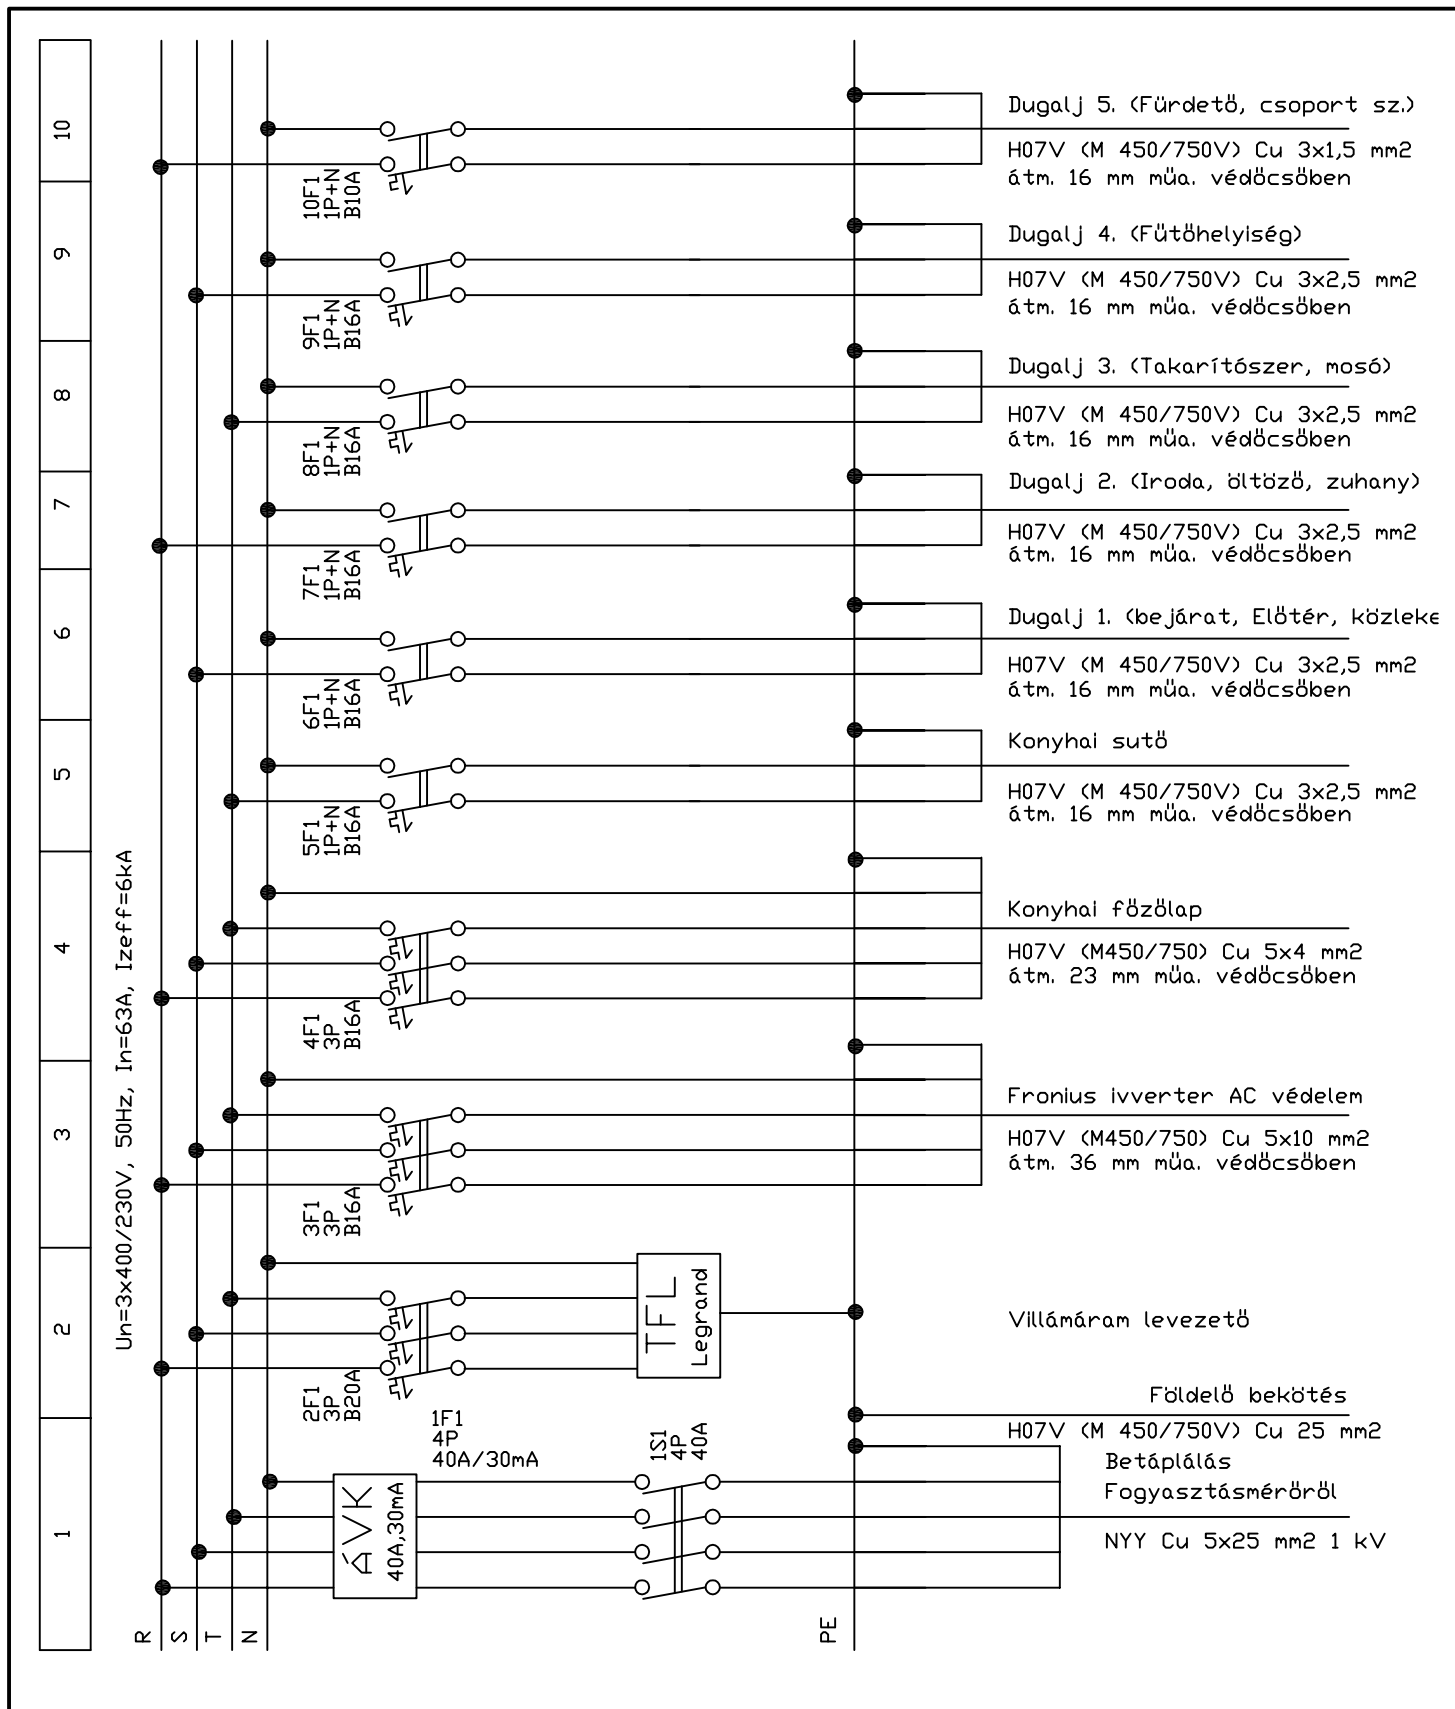 10
10F1
1P+N
B10A
Dugalj 5. (Fürdető, csoport sz.)
H07V (M 450/750V) Cu 3x1,5 mm2
átm. 16 mm műa. védőcsőben
9
9F1
1P+N
B16A
Dugalj 4. (Fűtőhelyiség)
H07V (M 450/750V) Cu 3x2,5 mm2
átm. 16 mm műa. védőcsőben
8
8F1
1P+N
B16A
Dugalj 3. (Takarítószer, mosó)
H07V (M 450/750V) Cu 3x2,5 mm2
átm. 16 mm műa. védőcsőben
7
7F1
1P+N
B16A
Dugalj 2. (Iroda, öltöző, zuhany)
H07V (M 450/750V) Cu 3x2,5 mm2
átm. 16 mm műa. védőcsőben
6
6F1
1P+N
B16A
Dugalj 1. (bejárat, Előtér, közleke
H07V (M 450/750V) Cu 3x2,5 mm2
átm. 16 mm műa. védőcsőben
5
5F1
1P+N
B16A
Konyhai sutő
H07V (M 450/750V) Cu 3x2,5 mm2
átm. 16 mm műa. védőcsőben
Un=3x400/230V, 50Hz, In=63A, Izeff=6kA
4
4F1
3P
B16A
Konyhai főzőlap
H07V (M450/750) Cu 5x4 mm2
átm. 23 mm műa. védőcsőben
3
3F1
3P
B16A
Fronius ivverter AC védelem
H07V (M450/750) Cu 5x10 mm2
átm. 36 mm műa. védőcsőben
2
2F1
3P
B20A
TFL
Legrand
Villámáram levezető
Földelő bekötés
H07V (M 450/750V) Cu 25 mm2
1
1F1
4P
40A/30mA
ÁVK
40A,30mA
1S1
4P
40A
Betáplálás
Fogyasztásmérőről
NYY Cu 5x25 mm2 1 kV
R
S
T
N
PE